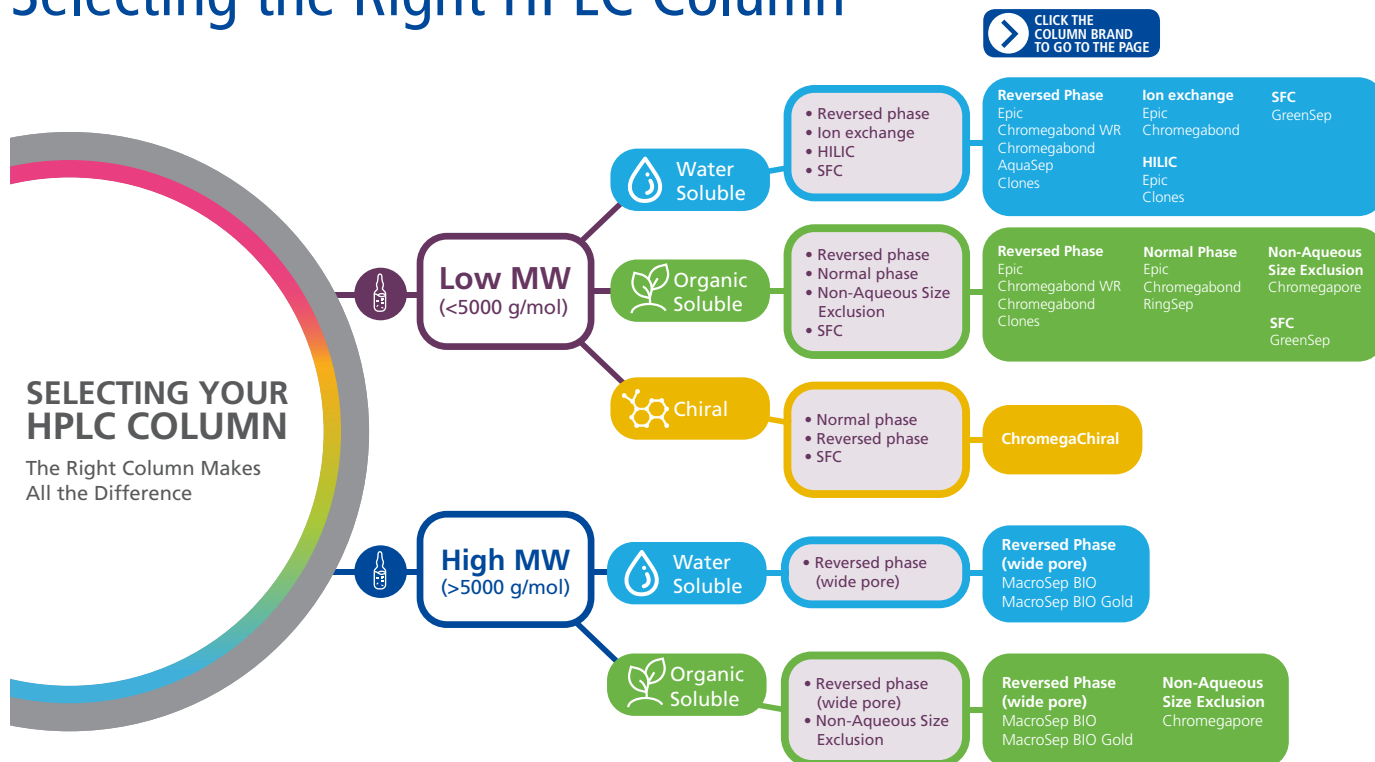 Selecting the Right HPLC Column
CLICK THE
COLUMN BRAND
TO GO TO THE PAGE
SELECTING YOUR
HPLC COLUMN
The Right Column Makes
All the Difference
Low MW
(<5000 g/mol)
Water
Soluble
• Reversed phase
• Ion exchange
• HILIC
• SFC
Reversed Phase
Epic
Chromegabond WR
Chromegabond
AquaSep
Clones
Ion exchange
Epic
Chromegabond
HILIC
Epic
Clones
SFC
GreenSep
Organic
Soluble
• Reversed phase
• Normal phase
• Non-Aqueous Size
Exclusion
• SFC
Reversed Phase
Epic
Chromegabond WR
Chromegabond
Clones
Normal Phase
Epic
Chromegabond
RingSep
Non-Aqueous
Size Exclusion
Chromegapore
SFC
GreenSep
Chiral
• Normal phase
• Reversed phase
• SFC
ChromegaChiral
High MW
(>5000 g/mol)
Water
Soluble
• Reversed phase
(wide pore)
Reversed Phase
(wide pore)
MacroSep BIO
MacroSep BIO Gold
Organic
Soluble
• Reversed phase
(wide pore)
• Non-Aqueous Size
Exclusion
Reversed Phase
(wide pore)
MacroSep BIO
MacroSep BIO Gold
Non-Aqueous
Size Exclusion
Chromegapore